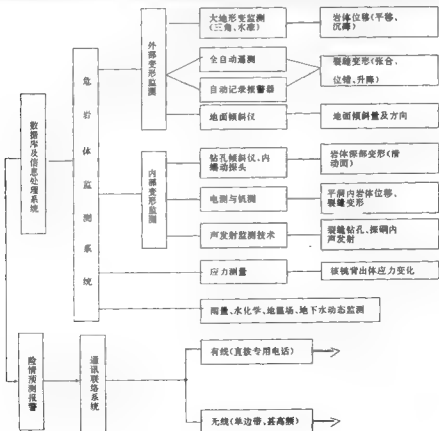 数据库及信息处理系统
危岩体监测系统
外部变形监测
大地形变监测
(三角、水准)
岩体位移(平移、
沉降)
全自动遥测
自动记录报警器
裂缝变形(张合、
位错、升降)
地面倾斜仪
地面倾斜量及方向
内部变形监测
钻孔倾斜仪、内
蠕动探头
岩体深部变形(滑
动面)
电测与机测
平洞内岩体位移、
裂缝变形
声发射监测技术
裂缝钻孔、探硐内
声发射
应力测量
体应力变化
雨量、水化学、地温场、地下水动态监测
险情预测报警
通讯联络系统
有线(直拨专用电话)
无线(单边带、甚高频)